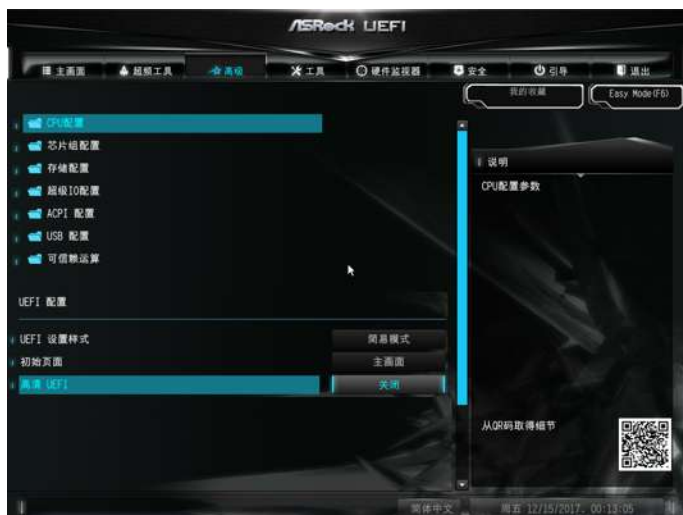 ASRock UEFI
主画面 超频工具 高级 工具 硬件监视器 安全 引导 退出
我的收藏 Easy Mode(F6)
CPU配置
芯片组配置
存储配置
超级IO配置
ACPI 配置
USB 配置
可信赖运算
说明
CPU配置参数
UEFI 配置
UEFI 设置样式 简易模式
初始页面 主画面
高清 UEFI 关闭
从QR码取得细节
简体中文 周五 12/15/2017. 00:13:05